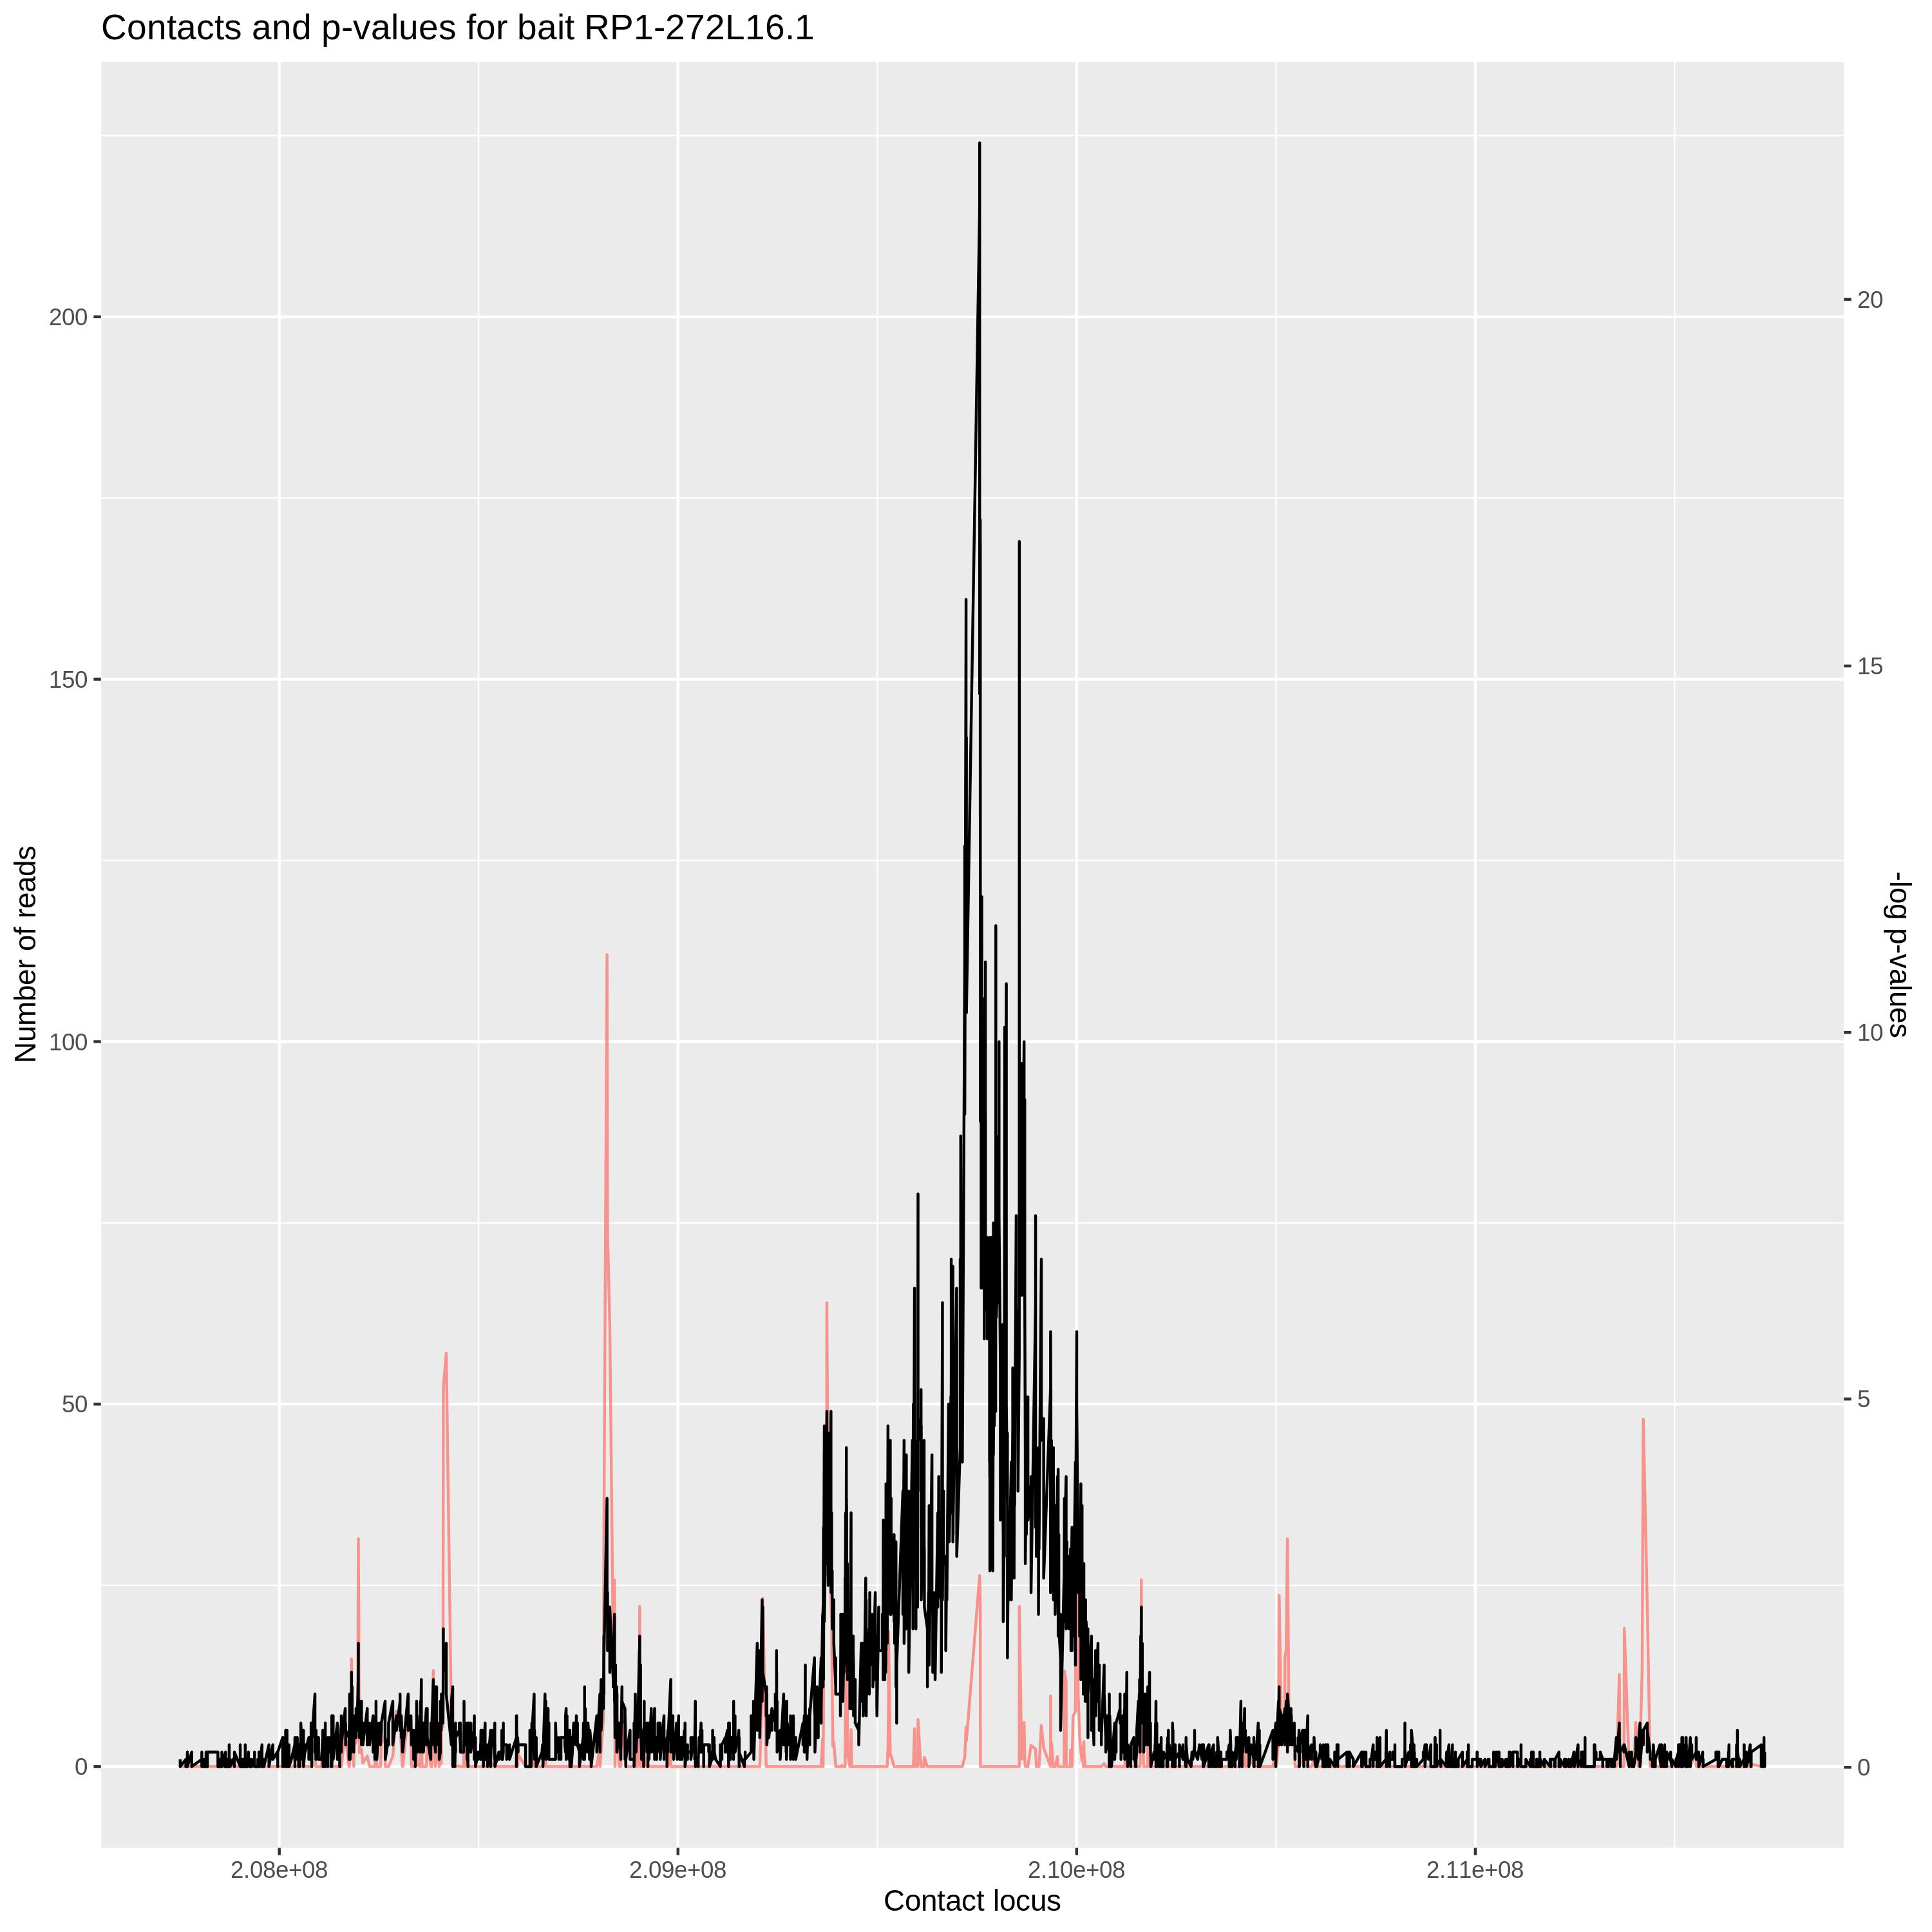 Contacts and p-values for bait RP1-272L16.1
200
150
100
50
0
Number of reads
20
15
10
5
0
-log p-values
2.08e+08 2.09e+08 2.10e+08 2.11e+08
Contact locus